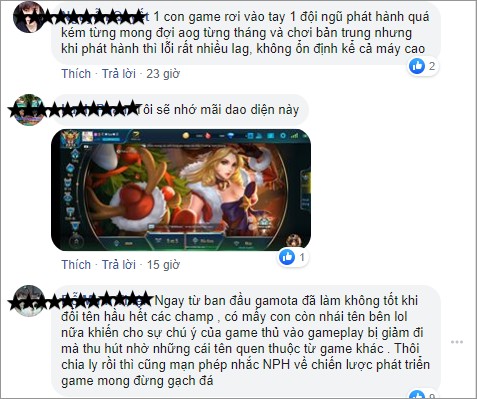 1 con game rơi vào tay 1 đội ngũ phát hành quá
kém từng mong đợi aog từng tháng và chơi bản trung nhưng
khi phát hành thì lỗi rất nhiều lag, không ổn định kể cả máy cao
2
Thích · Trả lời · 23 giờ
Tôi sẽ nhớ mãi dao diện này
1
Thích · Trả lời · 15 giờ
Ngay từ ban đầu gamota đã làm không tốt khi
đổi tên hầu hết các champ , có mấy con còn nhái tên bên lol
nữa khiến cho sự chú ý của game thủ vào gameplay bị giảm đi
mà thu hút nhờ những cái tên quen thuộc từ game khác . Thôi
chia ly rồi thì cũng mạn phép nhắc NPH về chiến lược phát triển
game mong đừng gạch đá
9